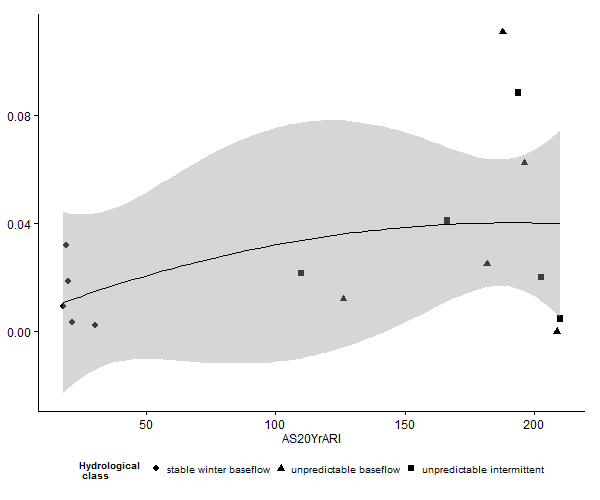 0.08
0.04
0.00
50 100 150 200
AS20YrARI
Hydrological class
stable winter baseflow unpredictable baseflow unpredictable intermittent